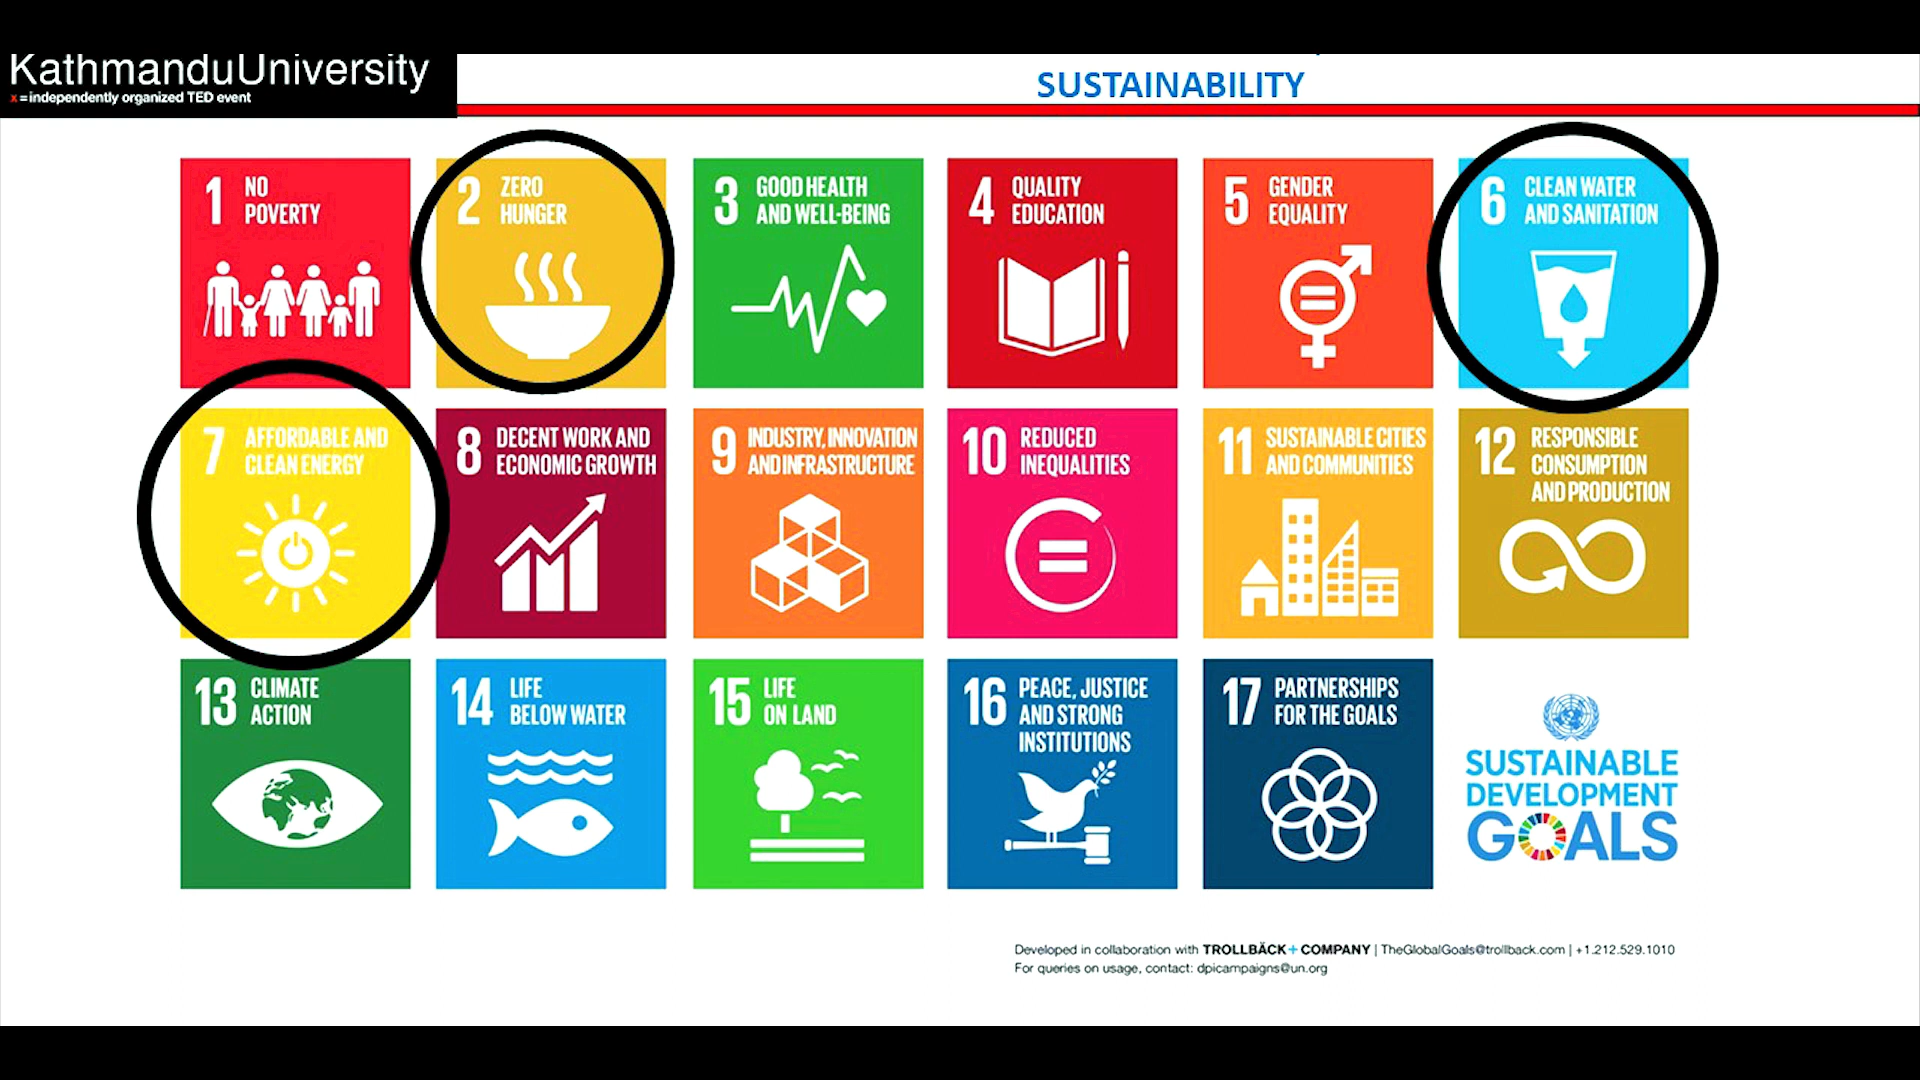 KathmanduUniversity
x=independently organized TED event
SUSTAINABILITY
1 NO
POVERTY
2 ZERO
HUNGER
3 GOOD HEALTH
AND WELL-BEING
4 QUALITY
EDUCATION
5 GENDER
EQUALITY
6 CLEAN WATER
AND SANITATION
7 AFFORDABLE AND
CLEAN ENERGY
8 DECENT WORK AND
ECONOMIC GROWTH
9 INDUSTRY, INNOVATION
AND INFRASTRUCTURE
10 REDUCED
INEQUALITIES
11 SUSTAINABLE CITIES
AND COMMUNITIES
12 RESPONSIBLE
CONSUMPTION
AND PRODUCTION
13 CLIMATE
ACTION
14 LIFE
BELOW WATER
15 LIFE
ON LAND
16 PEACE, JUSTICE
AND STRONG
INSTITUTIONS
17 PARTNERSHIPS
FOR THE GOALS
SUSTAINABLE
DEVELOPMENT
GOALS
Developed in collaboration with TROLLBÄCK+COMPANY | TheGlobalGoals@trollback.com | +1.212.529.1010
For queries on usage, contact: dpicampaigns@un.org